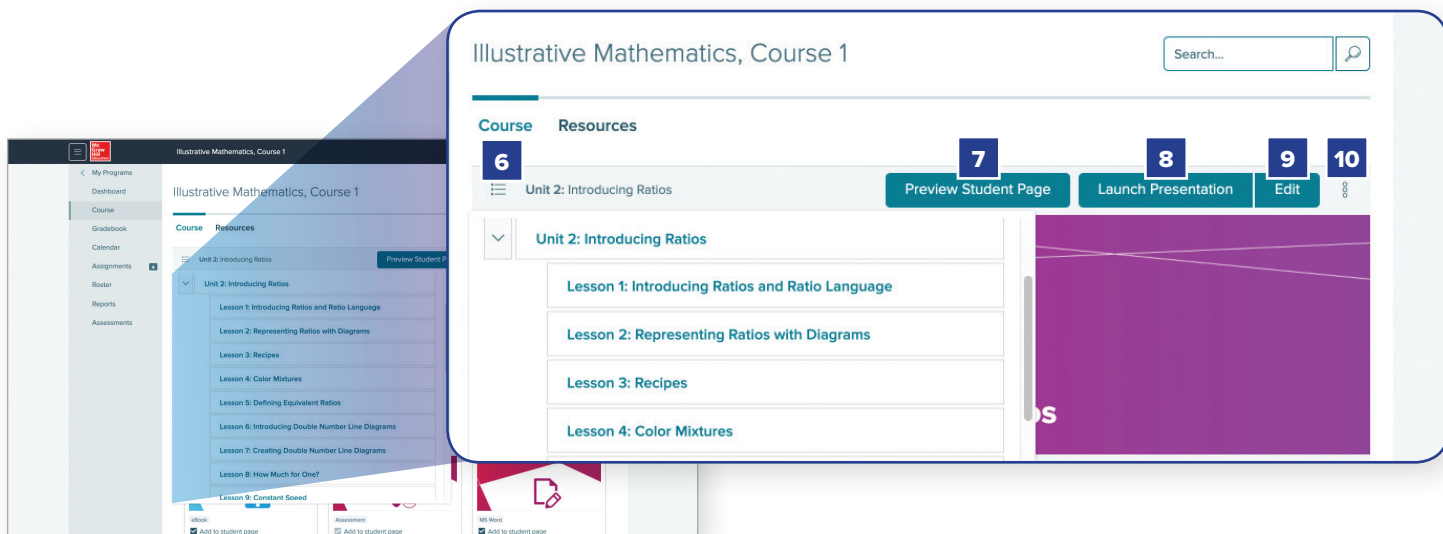 Illustrative Mathematics, Course 1
Search...
Course Resources
6 7 8 9 10
Unit 2: Introducing Ratios Preview Student Page Launch Presentation Edit
Unit 2: Introducing Ratios
Lesson 1: Introducing Ratios and Ratio Language
Lesson 2: Representing Ratios with Diagrams
Lesson 3: Recipes
Lesson 4: Color Mixtures
os
Mc
Graw
Hill
Education
Illustrative Mathematics, Course 1
My Programs
Dashboard
Course
Gradebook
Calendar
Assignments 4
Roster
Reports
Assessments
Illustrative Mathematics, Course 1
Course Resources
Unit 2: Introducing Ratios Preview Student P
Unit 2: Introducing Ratios
Lesson 1: Introducing Ratios and Ratio Language
Lesson 2: Representing Ratios with Diagrams
Lesson 3: Recipes
Lesson 4: Color Mixtures
Lesson 5: Defining Equivalent Ratios
Lesson 6: Introducing Double Number Line Diagrams
Lesson 7: Creating Double Number Line Diagrams
Lesson 8: How Much for One?
Lesson 9: Constant Speed
eBook Assessment MS Word
Add to student page Add to student page Add to student page